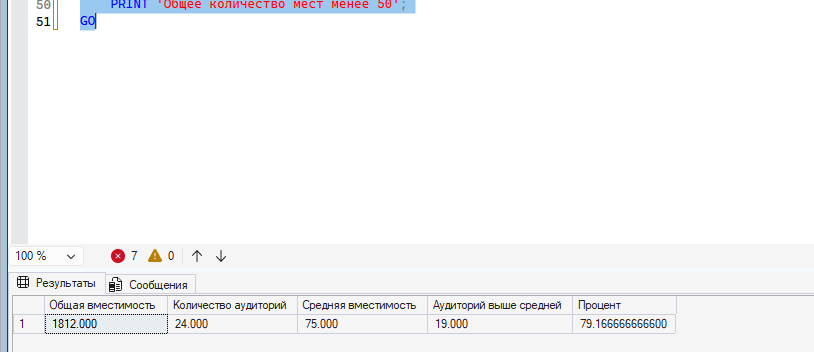 50 PRINT 'Общее количество мест менее 50';
51 GO
100 % 7 0
Результаты Сообщения
Общая вместимость Количество аудиторий Средняя вместимость Аудиторий выше средней Процент
1 1812.000 24.000 75.000 19.000 79.166666666600